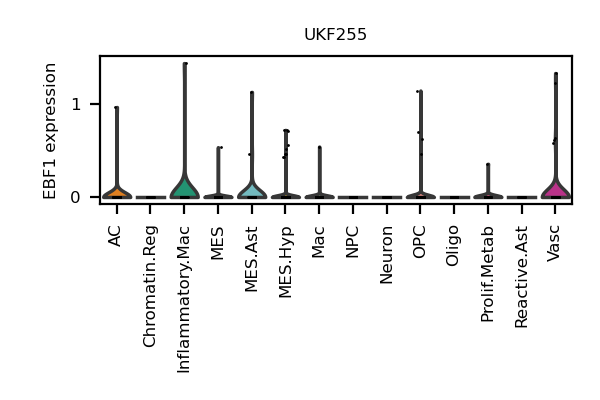 UKF255
EBF1 expression
1
0
AC
Chromatin.Reg
Inflammatory.Mac
MES
MES.Ast
MES.Hyp
Mac
NPC
Neuron
OPC
Oligo
Prolif.Metab
Reactive.Ast
Vasc